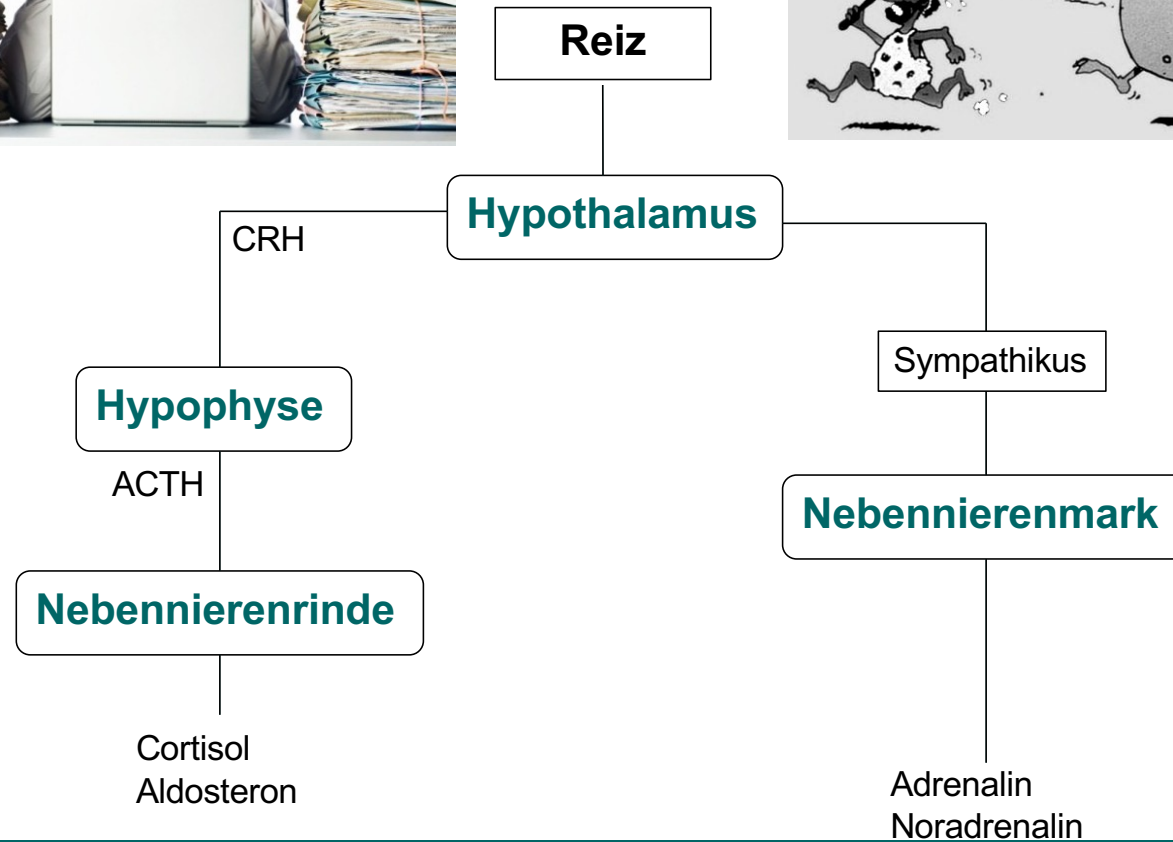 Reiz
Hypothalamus
CRH
Sympathikus
Hypophyse
ACTH
Nebennierenmark
Nebennierenrinde
Cortisol
Aldosteron
Adrenalin
Noradrenalin